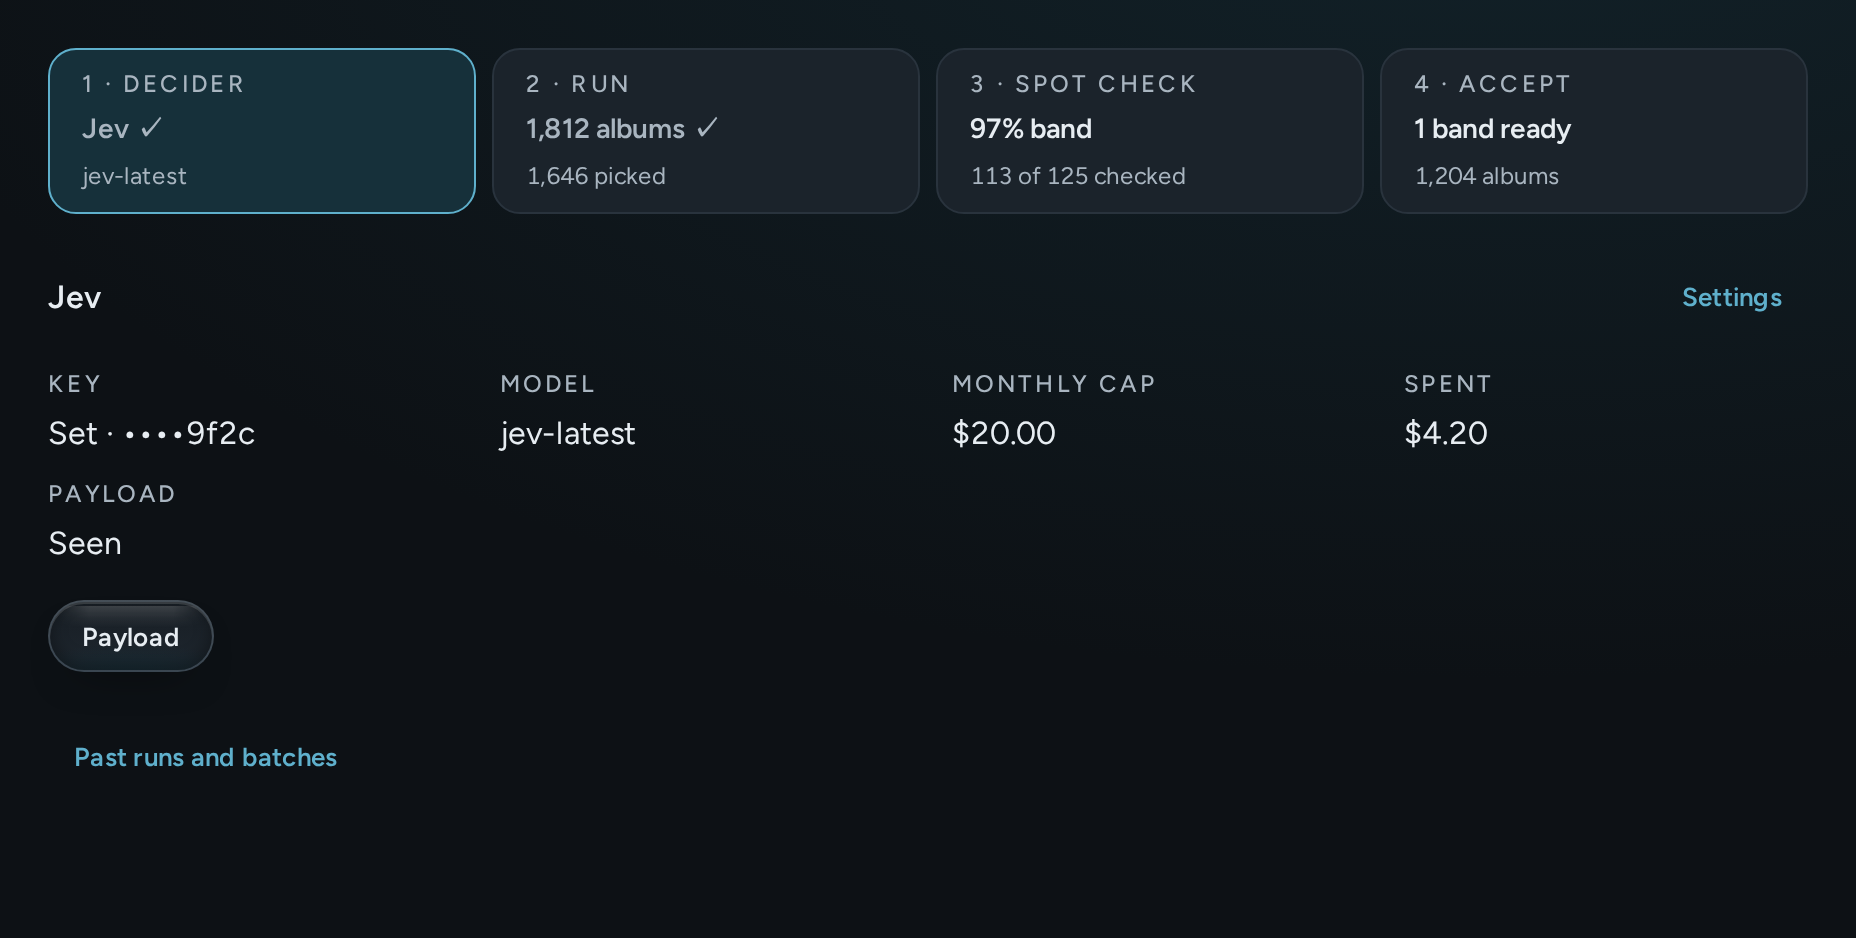 1 · DECIDER
Jev ✓
jev-latest
2 · RUN
1,812 albums ✓
1,646 picked
3 · SPOT CHECK
97% band
113 of 125 checked
4 · ACCEPT
1 band ready
1,204 albums
Jev
Settings
KEY
Set · ••••9f2c
MODEL
jev-latest
MONTHLY CAP
$20.00
SPENT
$4.20
PAYLOAD
Seen
Payload
Past runs and batches